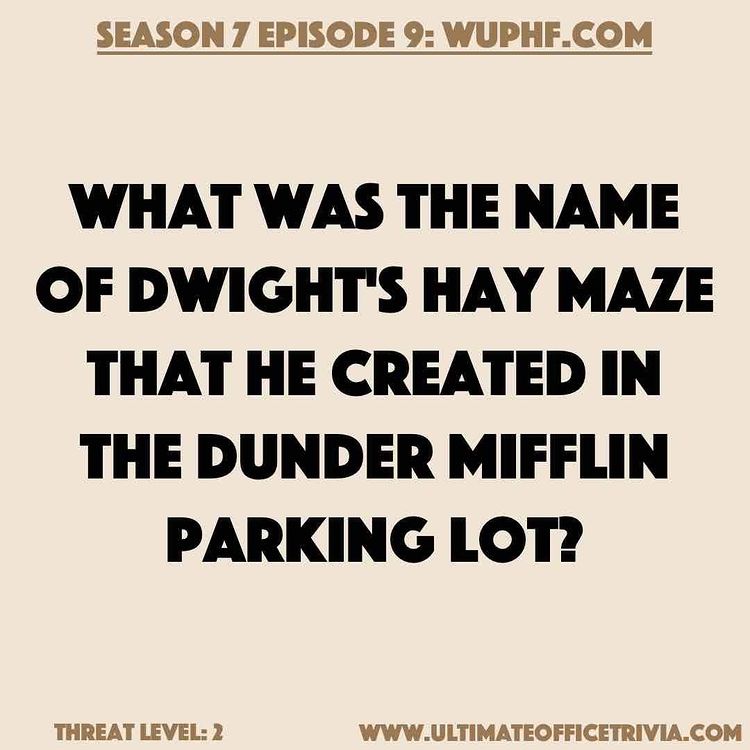 SEASON 7 EPISODE 9: WUPHF.COM
WHAT WAS THE NAME
OF DWIGHT'S HAY MAZE
THAT HE CREATED IN
THE DUNDER MIFFLIN
PARKING LOT?
THREAT LEVEL: 2
WWW.ULTIMATEOFFICETRIVIA.COM